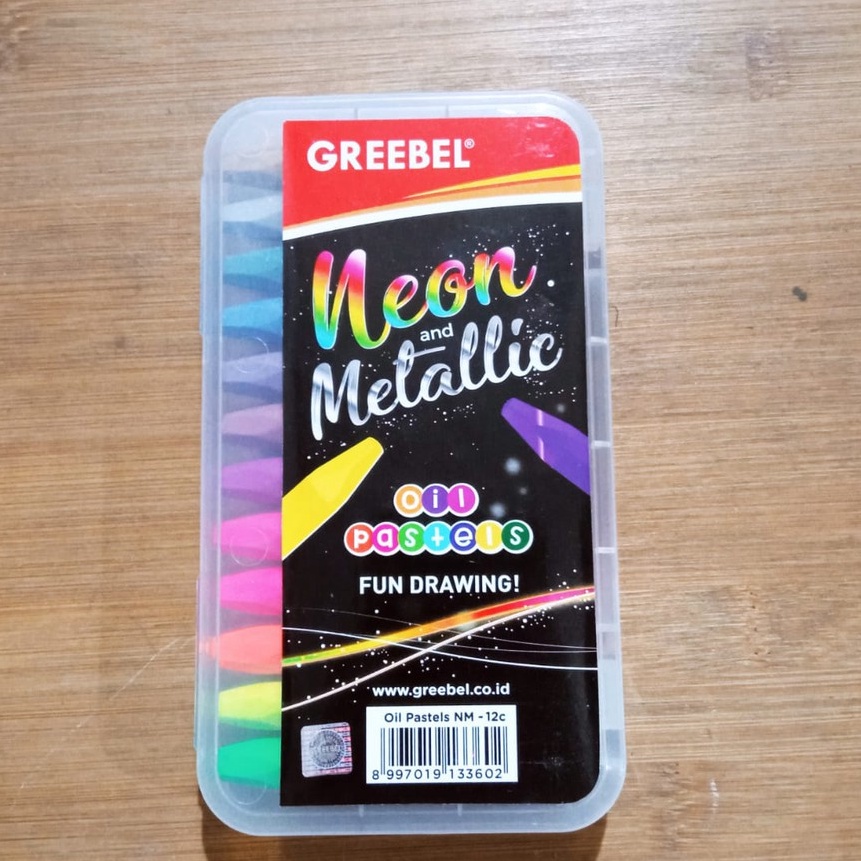 GREEBEL®
Neon
and
Metallic
oil
pastels
FUN DRAWING!
www.greebel.co.id
Oil Pastels NM - 12c
8 997019 133602